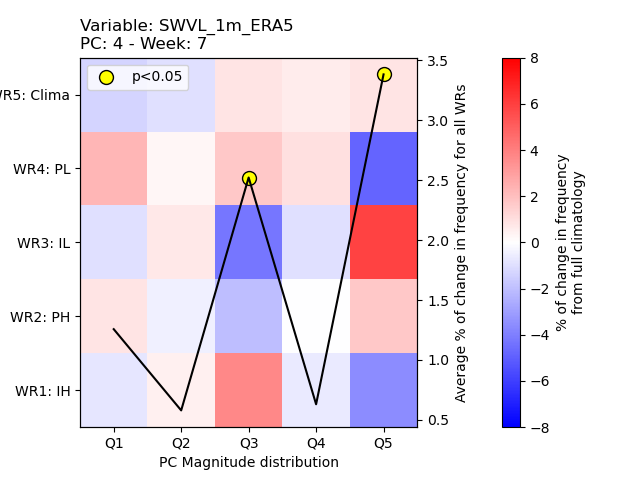 Variable: SWVL_1m_ERA5
PC: 4 - Week: 7
p<0.05
WR5: Clima
WR4: PL
WR3: IL
WR2: PH
WR1: IH
Q1 Q2 Q3 Q4 Q5
PC Magnitude distribution
3.5
3.0
2.5
2.0
1.5
1.0
0.5
Average % of change in frequency for all WRs
8
6
4
2
0
−2
−4
−6
−8
% of change in frequency
from full climatology